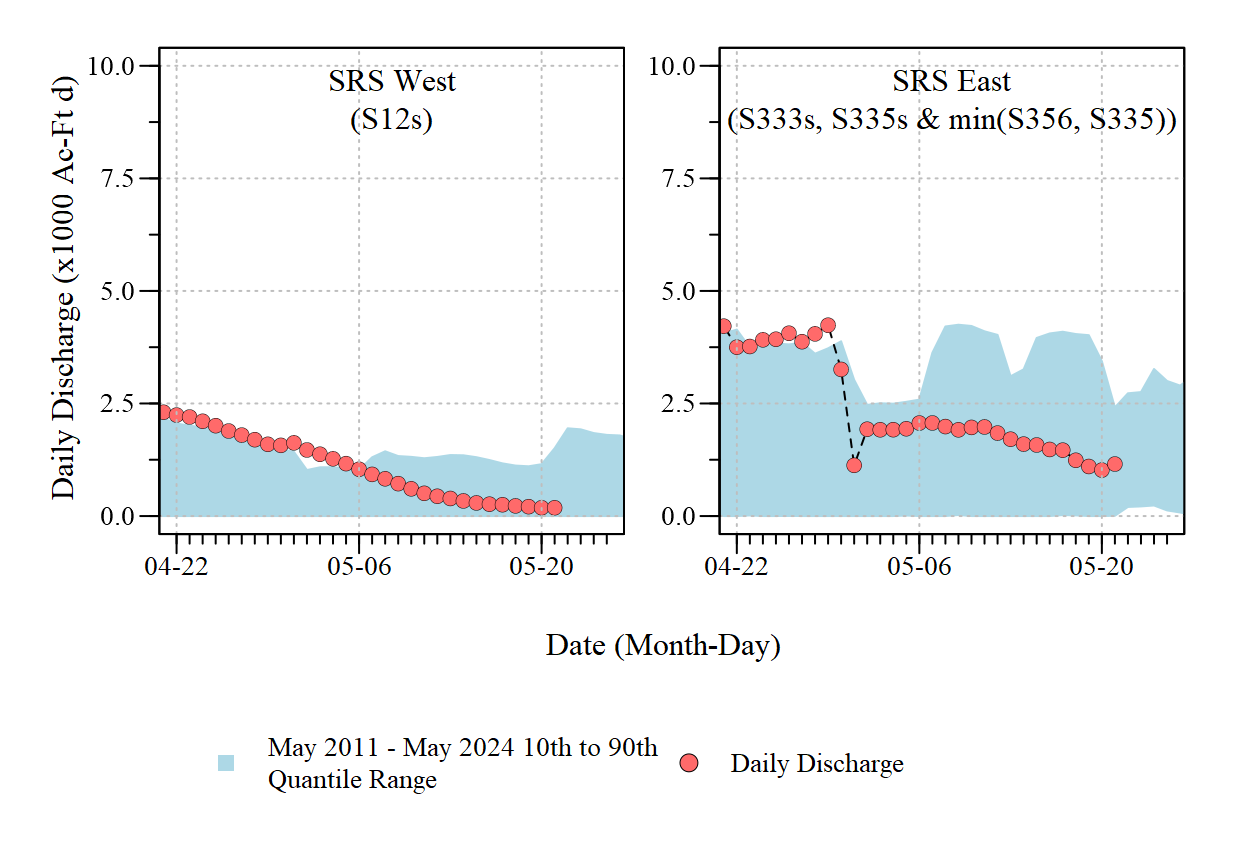 SRS West
(S12s)
SRS East
(S333s, S335s & min(S356, S335))
Daily Discharge (x1000 Ac-Ft d)
10.0
7.5
5.0
2.5
0.0
10.0
7.5
5.0
2.5
0.0
04-22
05-06
05-20
04-22
05-06
05-20
Date (Month-Day)
May 2011 - May 2024 10th to 90th
Quantile Range
Daily Discharge